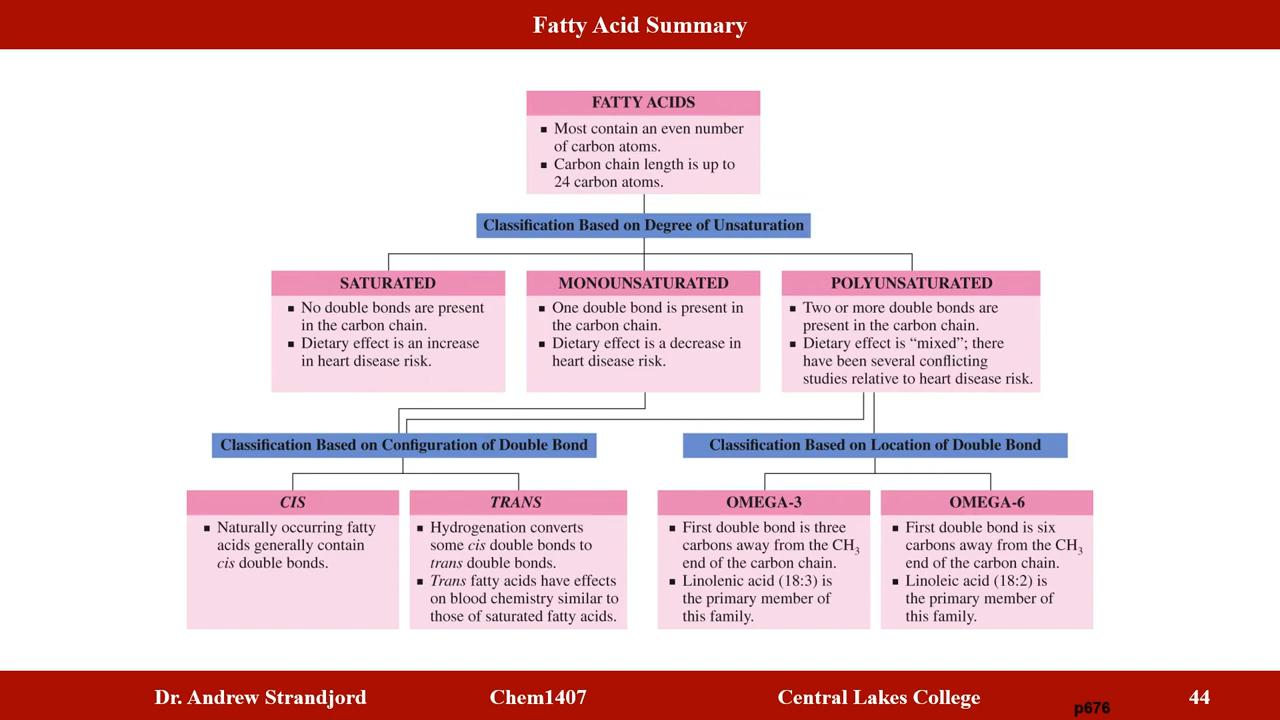 Fatty Acid Summary
FATTY ACIDS
▪ Most contain an even number
of carbon atoms.
▪ Carbon chain length is up to
24 carbon atoms.
Classification Based on Degree of Unsaturation
SATURATED
▪ No double bonds are present
in the carbon chain.
▪ Dietary effect is an increase
in heart disease risk.
MONOUNSATURATED
▪ One double bond is present in
the carbon chain.
▪ Dietary effect is a decrease in
heart disease risk.
POLYUNSATURATED
▪ Two or more double bonds are
present in the carbon chain.
▪ Dietary effect is “mixed”; there
have been several conflicting
studies relative to heart disease risk.
Classification Based on Configuration of Double Bond
CIS
▪ Naturally occurring fatty
acids generally contain
cis double bonds.
TRANS
▪ Hydrogenation converts
some cis double bonds to
trans double bonds.
▪ Trans fatty acids have effects
on blood chemistry similar to
those of saturated fatty acids.
Classification Based on Location of Double Bond
OMEGA-3
▪ First double bond is three
carbons away from the CH₃
end of the carbon chain.
▪ Linolenic acid (18:3) is
the primary member of
this family.
OMEGA-6
▪ First double bond is six
carbons away from the CH₃
end of the carbon chain.
▪ Linoleic acid (18:2) is
the primary member of
this family.
Dr. Andrew Strandjord Chem1407 Central Lakes College 44
p676